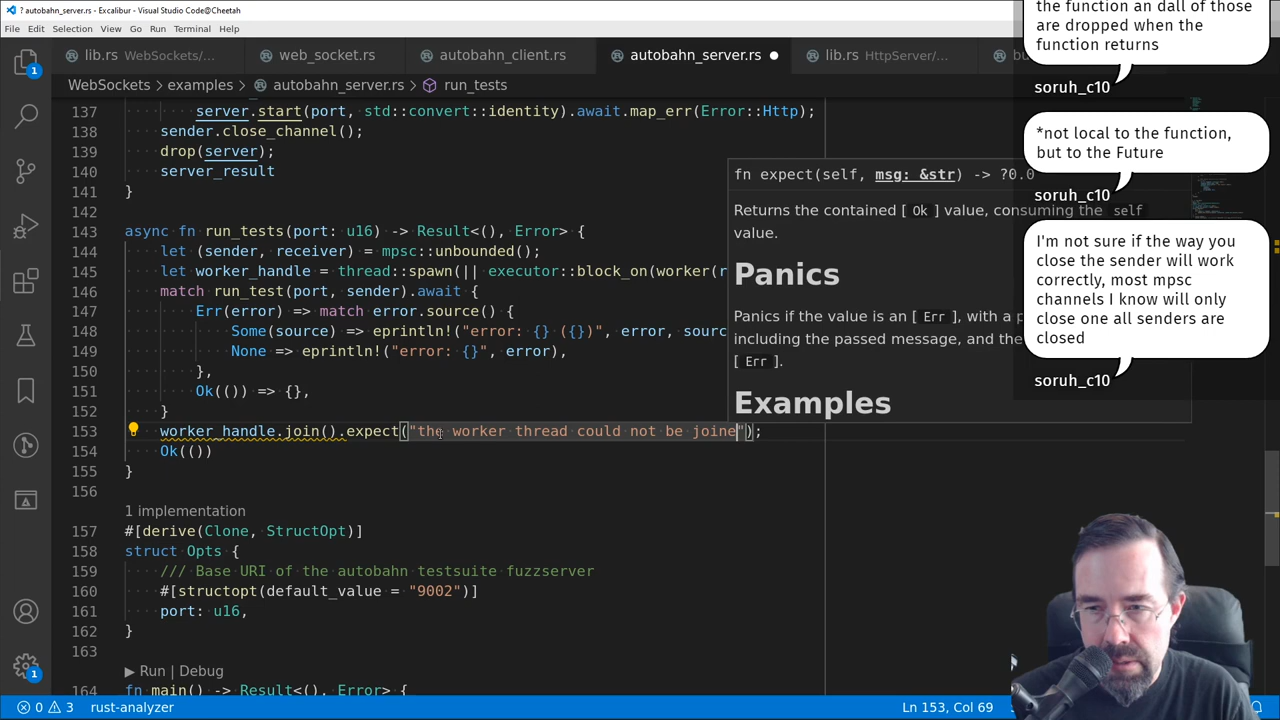 ? autobahn_server.rs - Excalibur - Visual Studio Code@Cheetah
File Edit Selection View Go Run Terminal Help
lib.rs WebSockets/... web_socket.rs autobahn_client.rs autobahn_server.rs lib.rs HttpServer/...
WebSockets > examples > autobahn_server.rs > run_tests
137 server.start(port, std::convert::identity).await.map_err(Error::Http);
138 sender.close_channel();
139 drop(server);
140 server_result
141 }
142
143 async fn run_tests(port: u16) -> Result<(), Error> {
144 let (sender, receiver) = mpsc::unbounded();
145 let worker_handle = thread::spawn(|| executor::block_on(worker(r
146 match run_test(port, sender).await {
147 Err(error) => match error.source() {
148 Some(source) => eprintln!("error: {} ({})", error, sourc
149 None => eprintln!("error: {}", error),
150 },
151 Ok(()) => {},
152 }
153 worker_handle.join().expect("the worker thread could not be joine");
154 Ok(())
155 }
156
1 implementation
157 #[derive(Clone, StructOpt)]
158 struct Opts {
159 /// Base URI of the autobahn testsuite fuzzserver
160 #[structopt(default_value = "9002")]
161 port: u16,
162 }
163
▶ Run | Debug
164 fn main() -> Result<(), Error> {
fn expect(self, msg: &str) -> ?0.0
Returns the contained [ Ok ] value, consuming the self
value.
Panics
Panics if the value is an [ Err ], with a p
including the passed message, and the
[ Err ].
Examples
the function an dall of those
are dropped when the
function returns
soruh_c10
*not local to the function,
but to the Future
soruh_c10
I'm not sure if the way you
close the sender will work
correctly, most mpsc
channels I know will only
close one all senders are
closed
soruh_c10
1
1
0 3 rust-analyzer Ln 153, Col 69